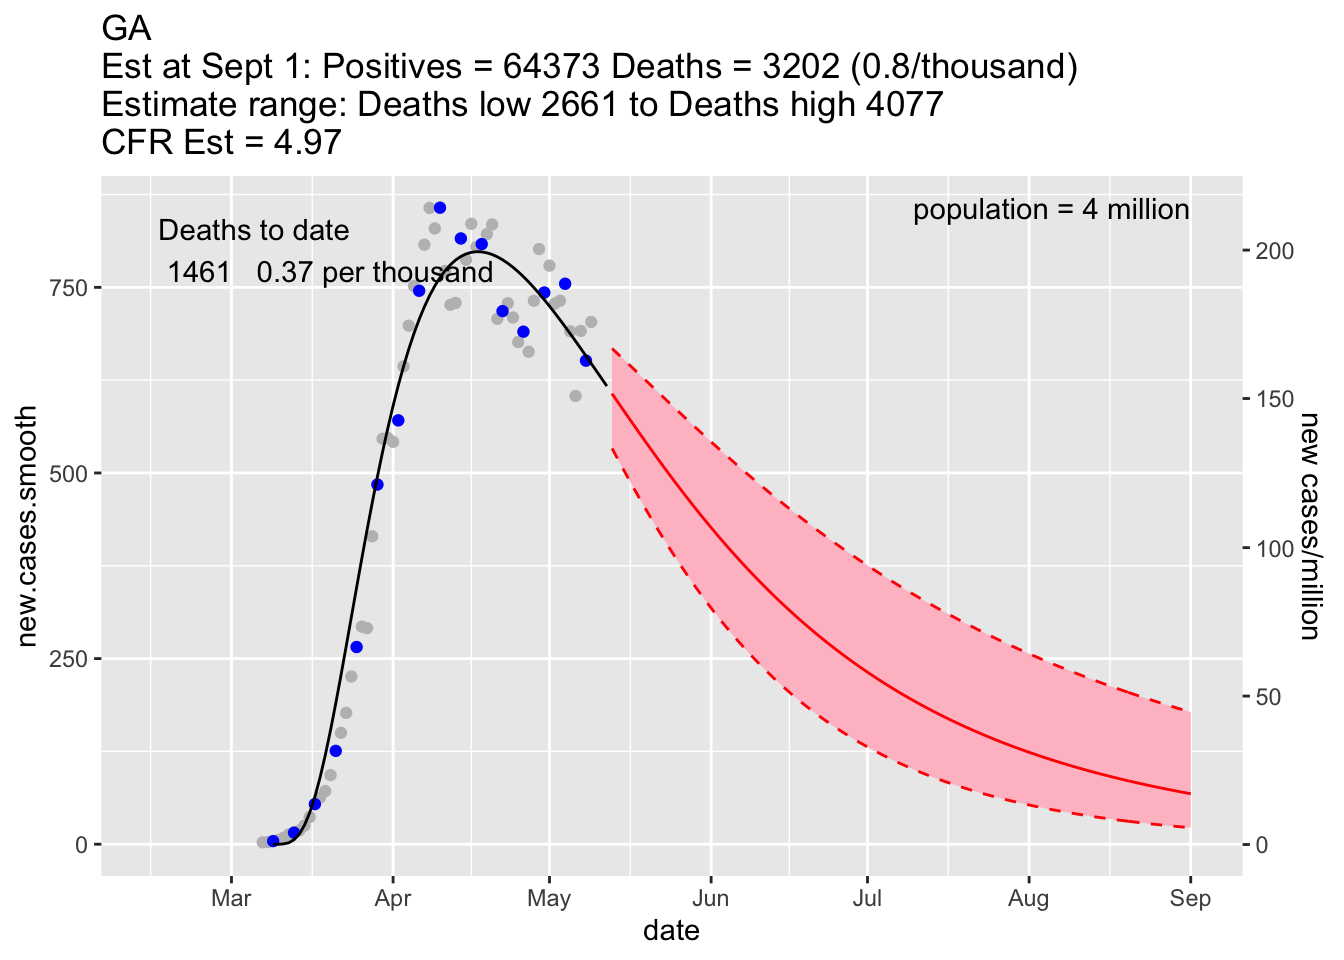 GA
Est at Sept 1: Positives = 64373 Deaths = 3202 (0.8/thousand)
Estimate range: Deaths low 2661 to Deaths high 4077
CFR Est = 4.97
population = 4 million
Deaths to date
1461 0.37 per thousand
750
500
250
0
new.cases.smooth
200
150
100
50
0
new cases/million
Mar Apr May Jun Jul Aug Sep
date